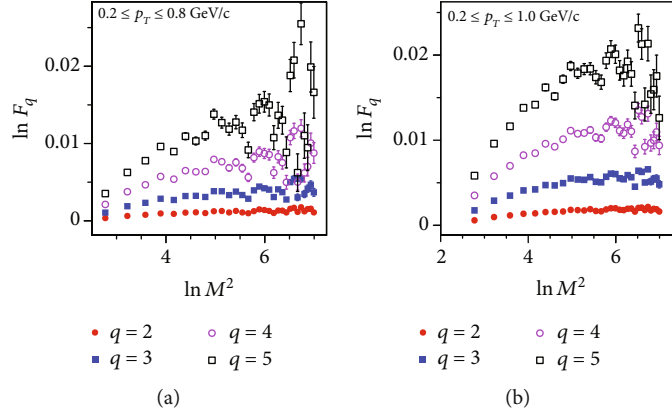 0.2 ≤ p_T ≤ 0.8 GeV/c
0.02
0.01
0
ln F_q
4
6
ln M²
q = 2
q = 4
q = 3
q = 5
(a)
0.2 ≤ p_T ≤ 1.0 GeV/c
0.02
0.01
0
ln F_q
2
4
6
ln M²
q = 2
q = 4
q = 3
q = 5
(b)